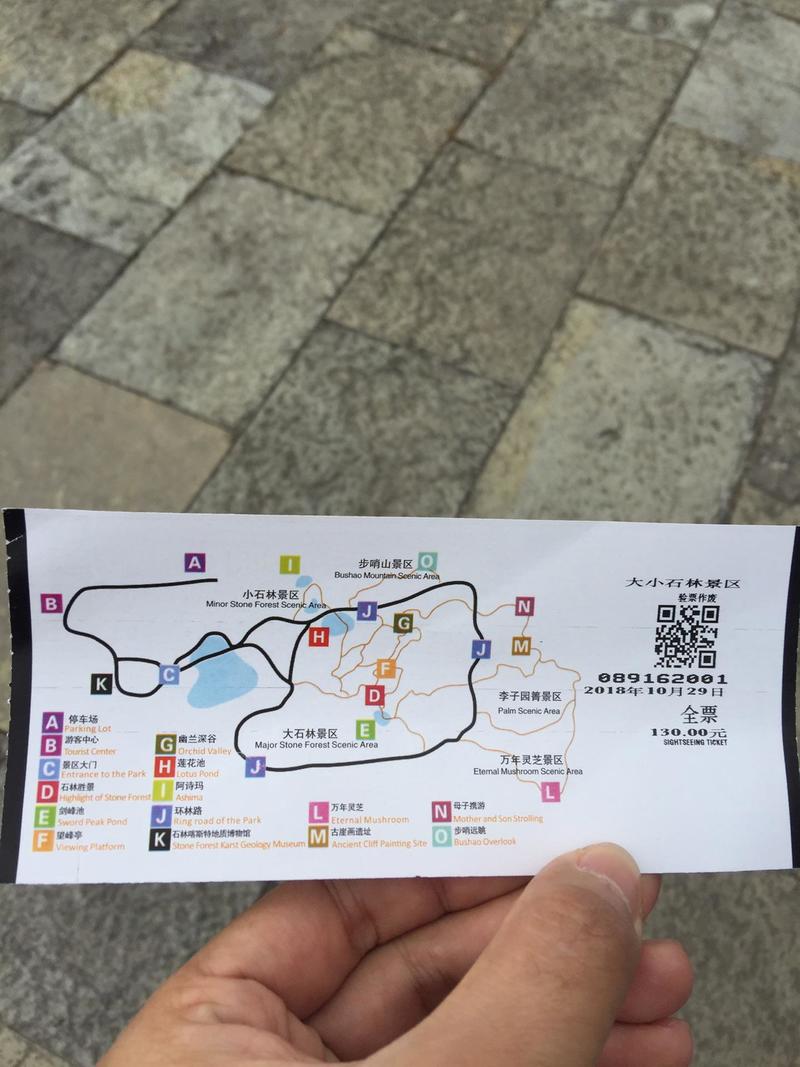 A
I
步哨山景区
O
Bushao Mountain Scenic Area
B
小石林景区
Minor Stone Forest Scenic Area
J
N
H
G
J
M
K
C
F
D
李子园箐景区
Palm Scenic Area
大石林景区
E
Major Stone Forest Scenic Area
J
万年灵芝景区
Eternal Mushroom Scenic Area
L
A 停车场
Parking Lot
B 游客中心
Tourist Center
C 景区大门
Entrance to the Park
D 石林胜景
Highlight of Stone Forest
E 剑峰池
Sword Peak Pond
F 望峰亭
Viewing Platform
G 幽兰深谷
Orchid Valley
H 莲花池
Lotus Pond
I 阿诗玛
Ashima
J 环林路
Ring road of the Park
K 石林喀斯特地质博物馆
Stone Forest Karst Geology Museum
L 万年灵芝
Eternal Mushroom
M 古崖画遗址
Ancient Cliff Painting Site
N 母子携游
Mother and Son Strolling
O 步哨远眺
Bushao Overlook
大小石林景区
验票作废
089162001
2018年10月29日
全票
130.00元
SIGHTSEEING TICKET